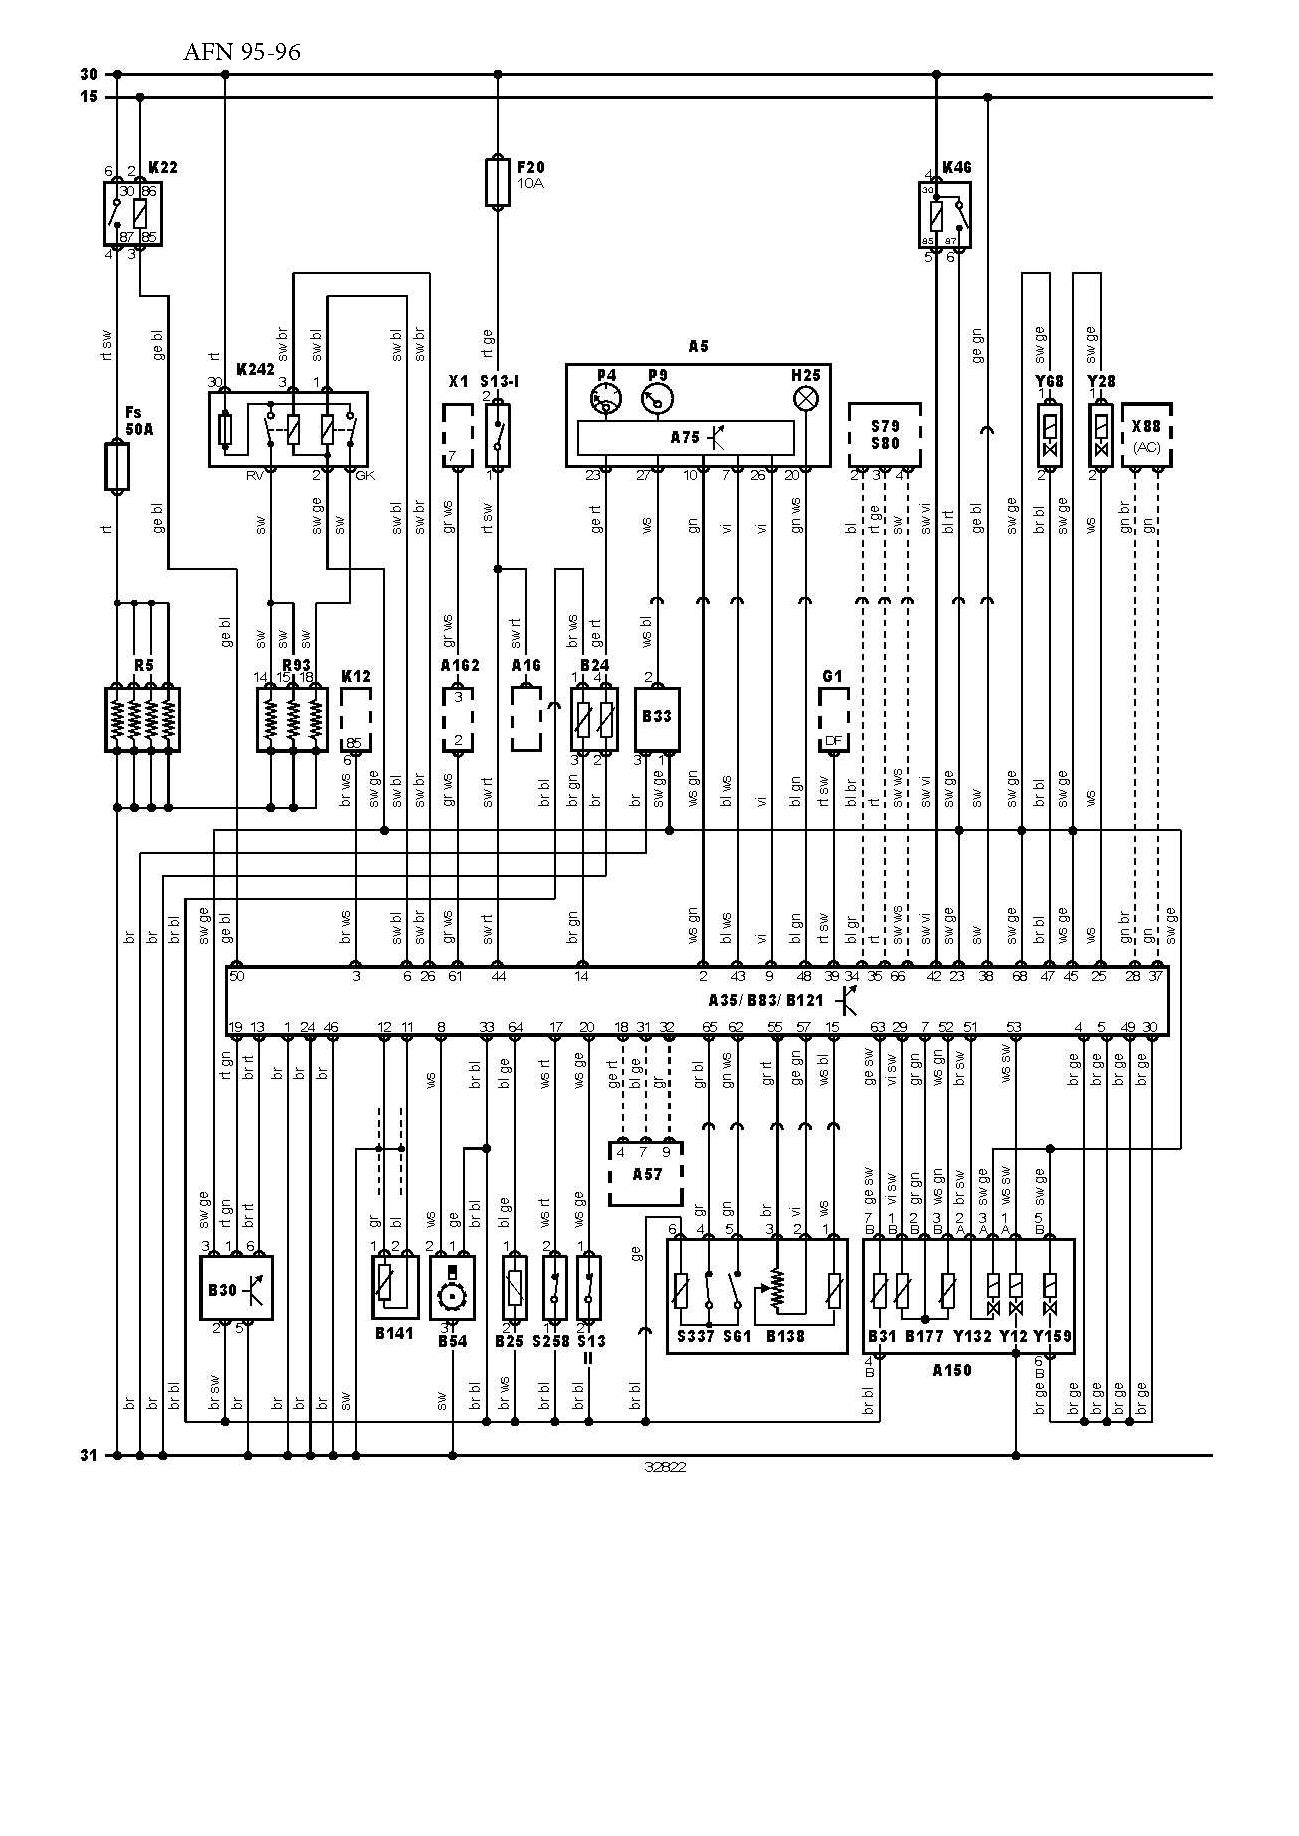 AFN 95-96
30
15
6 2 K22
30 86
87 85
4 3
F20
10A
4 K46
30
85 87
5 6
rt sw
ge bl
rt
sw br
sw bl
sw bl
sw br
rt ge
ge gn
sw ge
sw ge
A5
K242
30 3 1
X1 S13-I
2
P4 P9 H25
Y68 Y28
1 1
Fs
50A
A75
S79
S80
X88
(AC)
7
RV 2 GK
1
23 27 10 7 26 20
2 3 4
2 2
rt
ge bl
sw
sw ge
sw
sw bl
sw br
gr ws
rt sw
ge rt
ws
gn
vi
vi
gn ws
bl
rt ge
sw
sw vi
bl rt
ge bl
sw ge
br bl
sw ge
ws
gn br
gn
ge bl
sw
sw
sw
gr ws
sw rt
br ws
ge rt
ws bl
R5
R93
14 15 18
K12
A162
A16
B24
1 4
2
G1
3
B33
85
2
DF
6
3 2
3 1
br ws
sw ge
sw bl
sw br
gr ws
sw rt
br bl
br gn
br
br
sw ge
ws gn
bl ws
vi
bl gn
rt sw
bl br
rt
sw ws
sw vi
sw ge
sw
sw ge
br bl
sw ge
ws
br
br
br bl
sw ge
ge bl
br ws
sw bl
sw br
gr ws
sw rt
br gn
ws gn
bl ws
vi
bl gn
rt sw
bl gr
rt
sw ws
sw vi
sw ge
sw
sw ge
br bl
sw ge
ws
gn br
gn
sw ge
50 3 6 26 61 44 14 2 43 9 48 39 34 35 66 42 23 38 68 47 45 25 28 37
A35/ B83/ B121
19 13 1 24 46 12 11 8 33 64 17 20 18 31 32 65 62 55 57 15 63 29 7 52 51 53 4 5 49 30
rt gn
br rt
br
br
br
ws
br bl
bl ge
ws rt
ws ge
ge rt
bl ge
gr
gr bl
gn ws
gr rt
ge gn
ws bl
ge sw
vi sw
gr gn
ws gn
br sw
ws sw
br ge
br ge
br ge
br ge
4 7 9
A57
sw ge
rt gn
br rt
gr
bl
ws
ge
br bl
bl ge
ws rt
ws ge
ge
gr
gn
br
vi
ws
ge sw
vi sw
gr gn
ws gn
br sw
sw ge
ws sw
sw ge
7 1 2 3 2 3 1 5
B B B B A A A B
3 1 6
1 2
2 1
1
2
1
6 4 5 3 2 1
B30
2 5
B141
3
B54
2
B25
1
S258
2
S13
II
S337 S61 B138
B31 B177 Y132 Y12 Y159
4
B
A150
6
B
br
br
br bl
br sw
br
br
br
br
sw
sw
br bl
br ws
br bl
br bl
br bl
br bl
br ge
br ge
br ge
br ge
br ge
31
32822